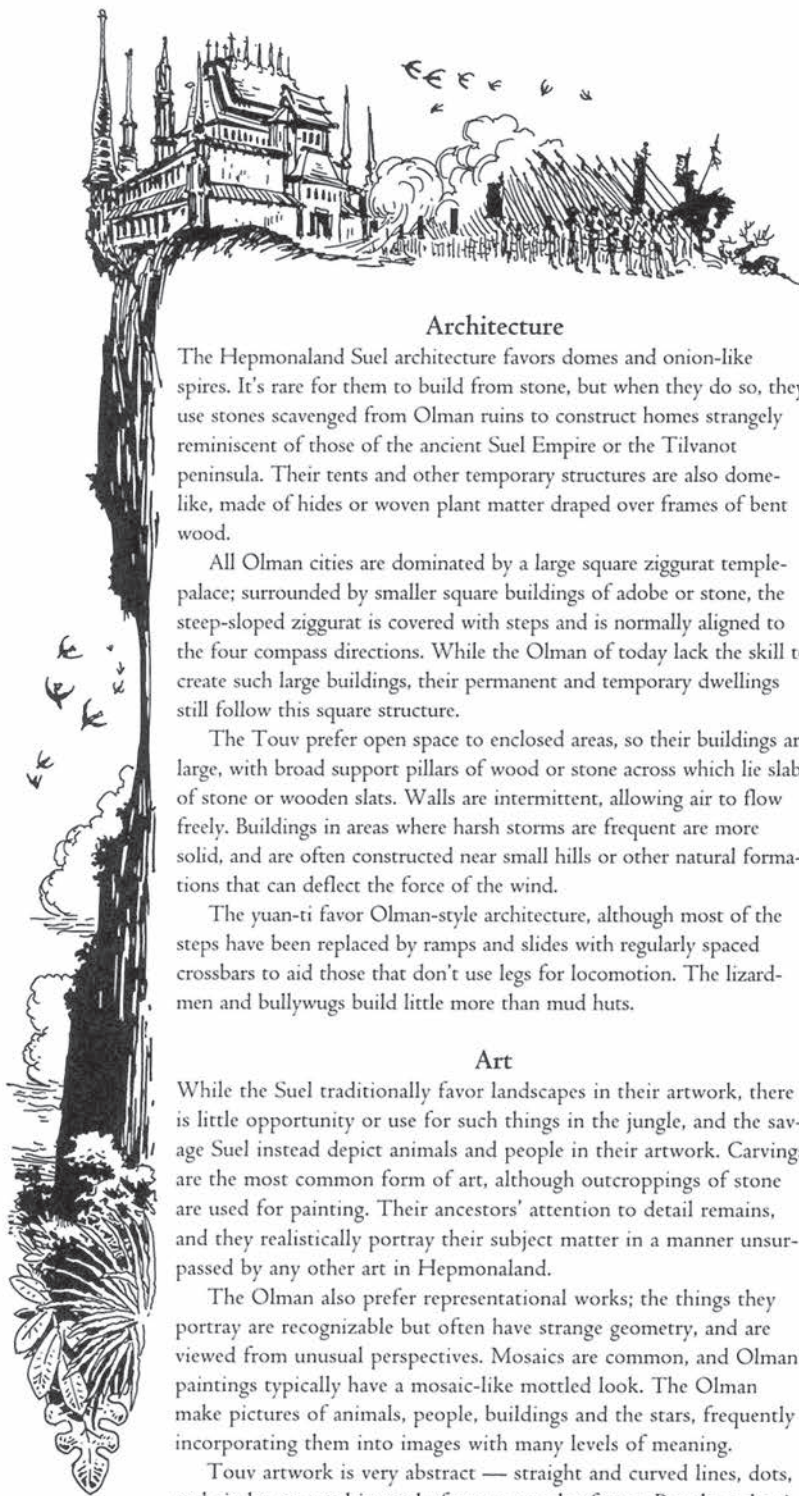 Architecture
The Hepmonaland Suel architecture favors domes and onion-like
spires. It's rare for them to build from stone, but when they do so, they
use stones scavenged from Olman ruins to construct homes strangely
reminiscent of those of the ancient Suel Empire or the Tilvanot
peninsula. Their tents and other temporary structures are also dome-
like, made of hides or woven plant matter draped over frames of bent
wood.
All Olman cities are dominated by a large square ziggurat temple-
palace; surrounded by smaller square buildings of adobe or stone, the
steep-sloped ziggurat is covered with steps and is normally aligned to
the four compass directions. While the Olman of today lack the skill t
create such large buildings, their permanent and temporary dwellings
still follow this square structure.
The Touv prefer open space to enclosed areas, so their buildings ar
large, with broad support pillars of wood or stone across which lie slab
of stone or wooden slats. Walls are intermittent, allowing air to flow
freely. Buildings in areas where harsh storms are frequent are more
solid, and are often constructed near small hills or other natural forma-
tions that can deflect the force of the wind.
The yuan-ti favor Olman-style architecture, although most of the
steps have been replaced by ramps and slides with regularly spaced
crossbars to aid those that don't use legs for locomotion. The lizard-
men and bullywugs build little more than mud huts.
Art
While the Suel traditionally favor landscapes in their artwork, there
is little opportunity or use for such things in the jungle, and the sav-
age Suel instead depict animals and people in their artwork. Carving
are the most common form of art, although outcroppings of stone
are used for painting. Their ancestors' attention to detail remains,
and they realistically portray their subject matter in a manner unsur-
passed by any other art in Hepmonaland.
The Olman also prefer representational works; the things they
portray are recognizable but often have strange geometry, and are
viewed from unusual perspectives. Mosaics are common, and Olman
paintings typically have a mosaic-like mottled look. The Olman
make pictures of animals, people, buildings and the stars, frequently
incorporating them into images with many levels of meaning.
Touv artwork is very abstract — straight and curved lines, dots,